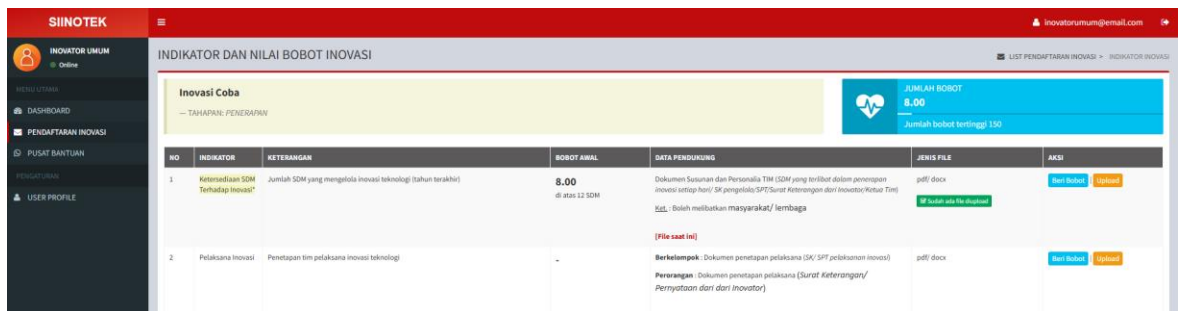 SIINOTEK
inovatorumum@email.com
INOVATOR UMUM
Online
INDIKATOR DAN NILAI BOBOT INOVASI
LIST PENDAFTARAN INOVASI > INDIKATOR INOVASI
MENU UTAMA
DASHBOARD
PENDAFTARAN INOVASI
PUSAT BANTUAN
PENGATURAN
USER PROFILE
Inovasi Coba
— TAHAPAN: PENERAPAN
JUMLAH BOBOT
8.00
Jumlah bobot tertinggi 150
NO INDIKATOR KETERANGAN BOBOT AWAL DATA PENDUKUNG JENIS FILE AKSI
1
Ketersediaan SDM
Terhadap Inovasi*
Jumlah SDM yang mengelola inovasi teknologi (tahun terakhir)
8.00
di atas 12 SDM
Dokumen Susunan dan Personalia TIM (SDM yang terlibat dalam penerapan
inovasi setiap hari/ SK pengelola/SPT/Surat Keterangan dari Inovator/Ketua Tim)
Ket. : Boleh melibatkan masyarakat/ lembaga
[File saat ini]
pdf/ docx
Sudah ada file diupload
Beri Bobot Upload
2
Pelaksana Inovasi
Penetapan tim pelaksana inovasi teknologi
-
Berkelompok : Dokumen penetapan pelaksana (SK/ SPT pelaksanan inovasi)
Perorangan : Dokumen penetapan pelaksana (Surat Keterangan/
Pernyataan dari dari Inovator)
pdf/ docx
Beri Bobot Upload